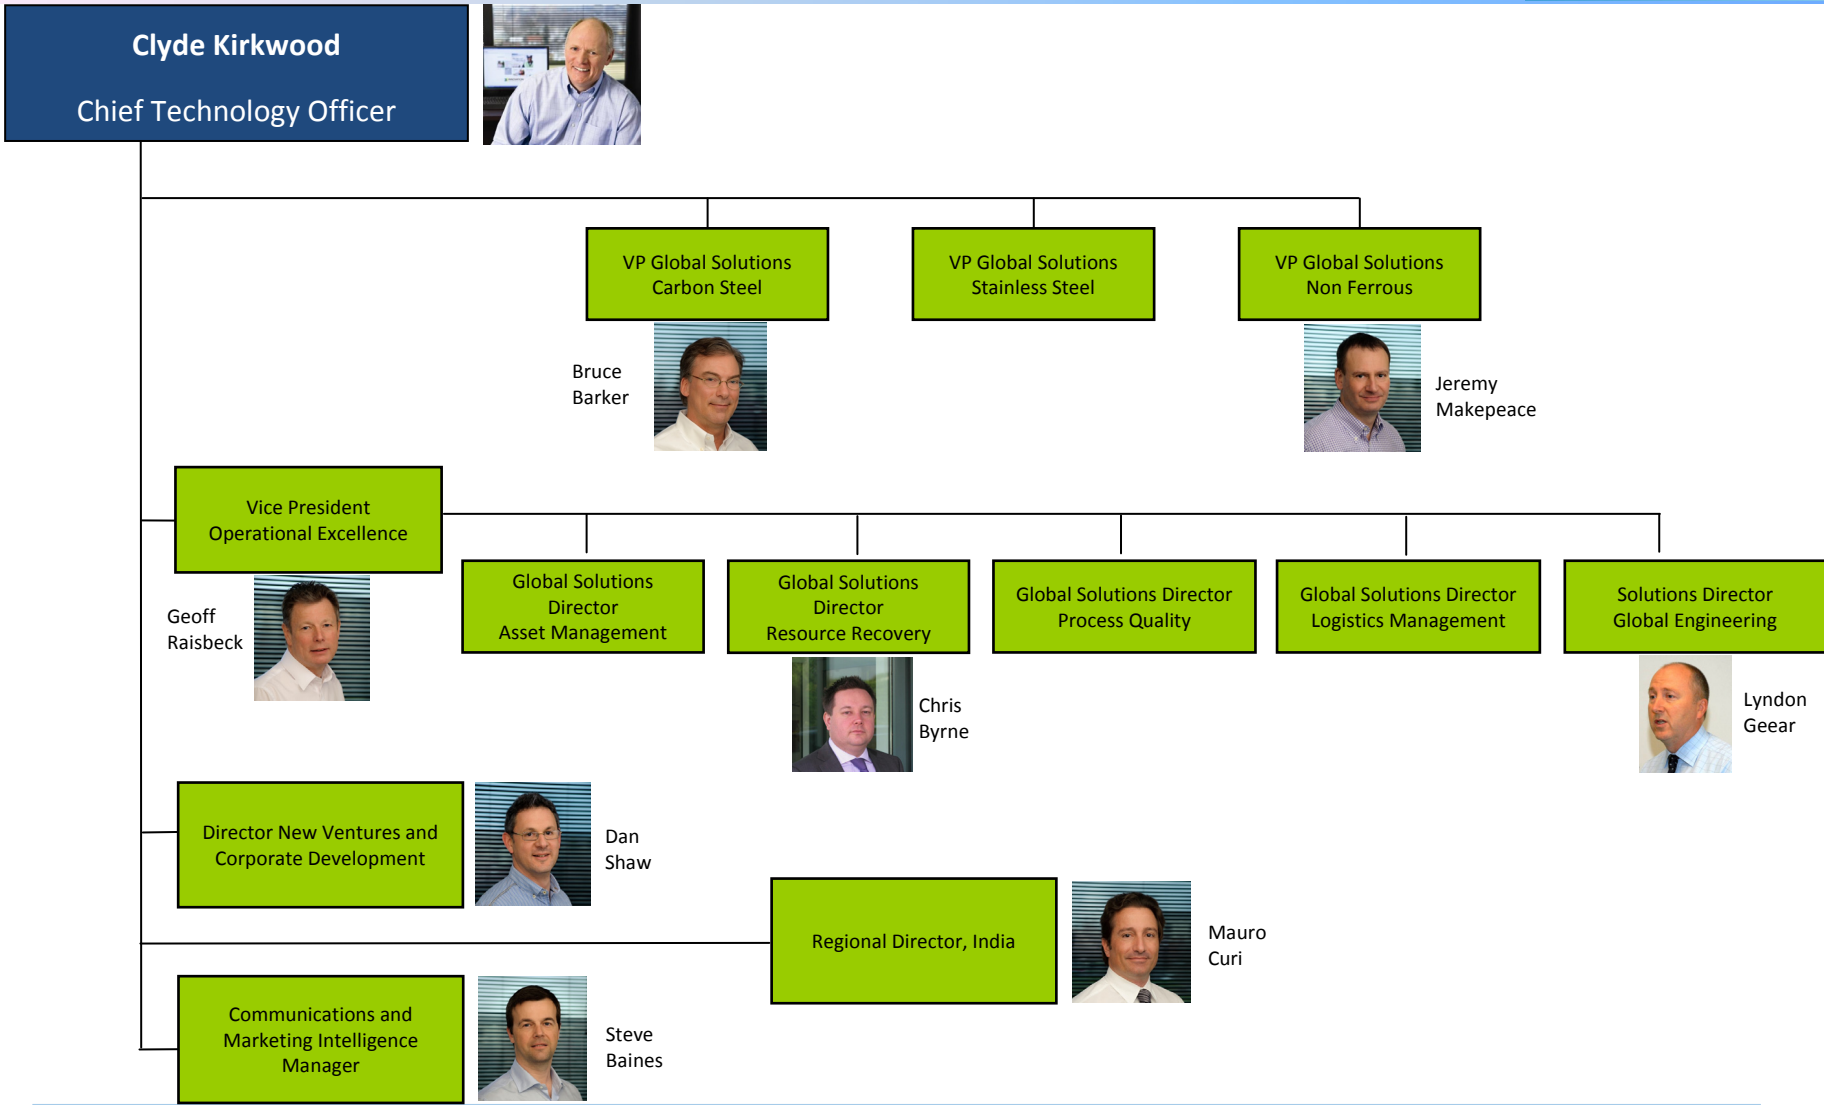 Clyde Kirkwood
Chief Technology Officer
VP Global Solutions
Carbon Steel
VP Global Solutions
Stainless Steel
VP Global Solutions
Non Ferrous
Bruce
Barker
Jeremy
Makepeace
Vice President
Operational Excellence
Geoff
Raisbeck
Global Solutions
Director
Asset Management
Global Solutions
Director
Resource Recovery
Global Solutions Director
Process Quality
Global Solutions Director
Logistics Management
Solutions Director
Global Engineering
Chris
Byrne
Lyndon
Geear
Director New Ventures and
Corporate Development
Dan
Shaw
Regional Director, India
Mauro
Curi
Communications and
Marketing Intelligence
Manager
Steve
Baines